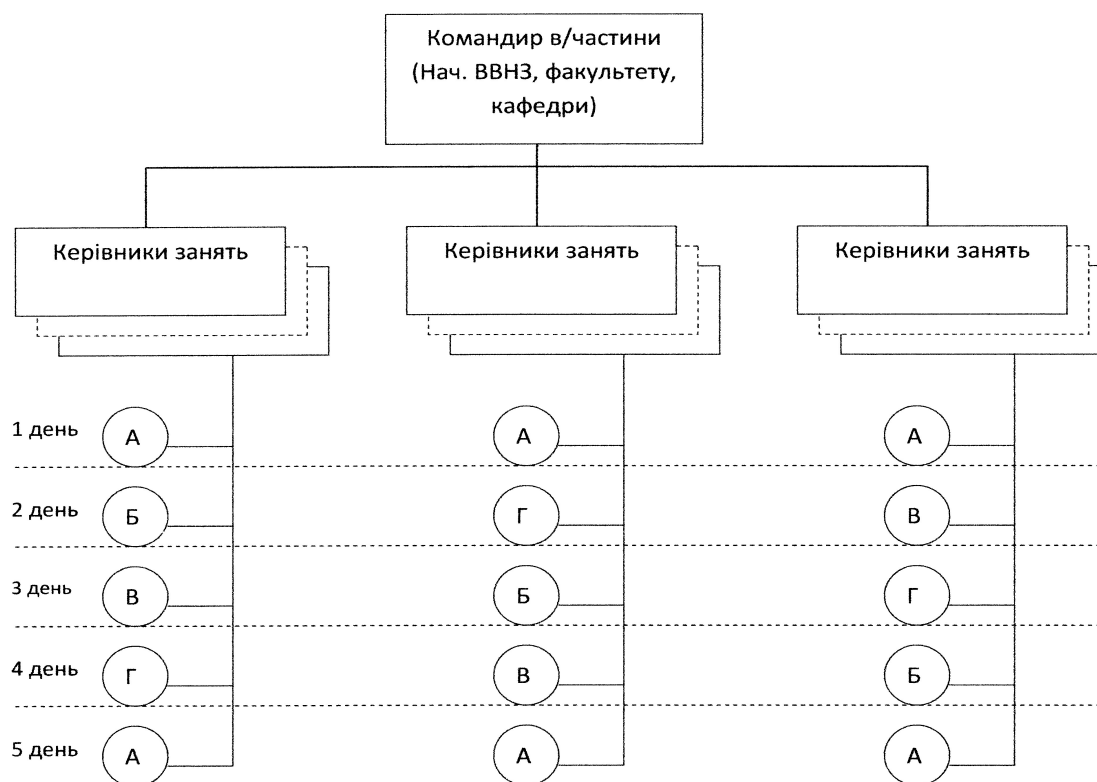 Командир в/частини
(Нач. ВВНЗ, факультету,
кафедри)
Керівники занять
Керівники занять
Керівники занять
1 день А А А
2 день Б Г В
3 день В Б Г
4 день Г В Б
5 день А А А